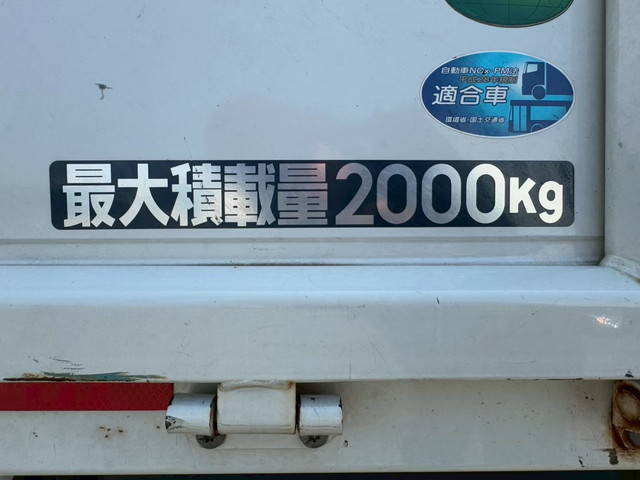 自動車NOx・PM法
適合車
環境省・国土交通省
最大積載量2000Kg